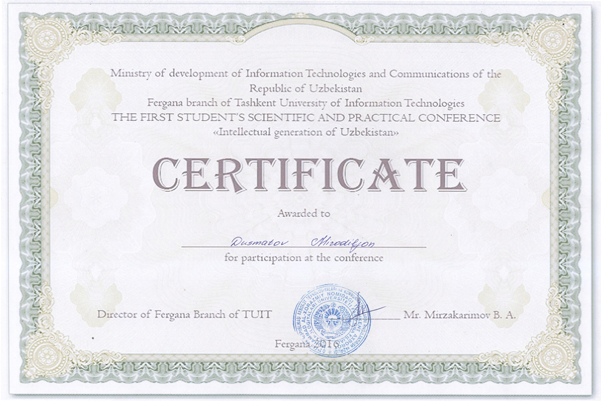 Ministry of development of Information Technologies and Communications of the
Republic of Uzbekistan
Fergana branch of Tashkent University of Information Technologies
THE FIRST STUDENT'S SCIENTIFIC AND PRACTICAL CONFERENCE
«Intellectual generation of Uzbekistan»
CERTIFICATE
Awarded to
Dusmatov Mirodiljon
for participation at the conference
Director of Fergana Branch of TUIT Mr. Mirzakarimov B. A.
Fergana 2016